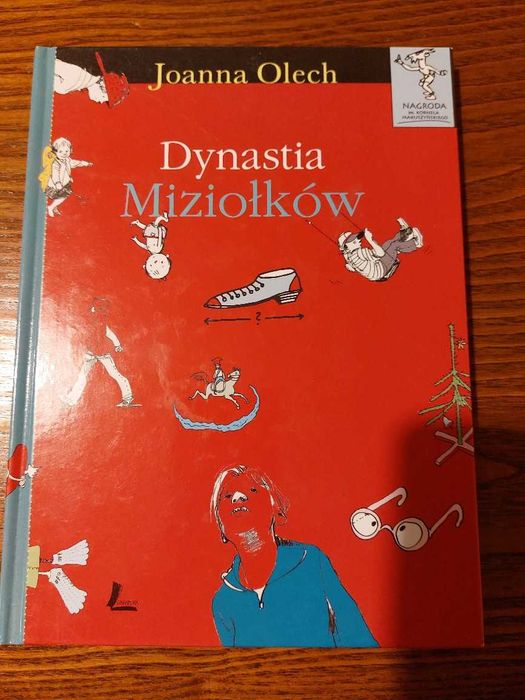 Joanna Olech
NAGRODA
IM. KORNELA
MAKUSZYŃSKIEGO
Dynastia
Miziołków
?